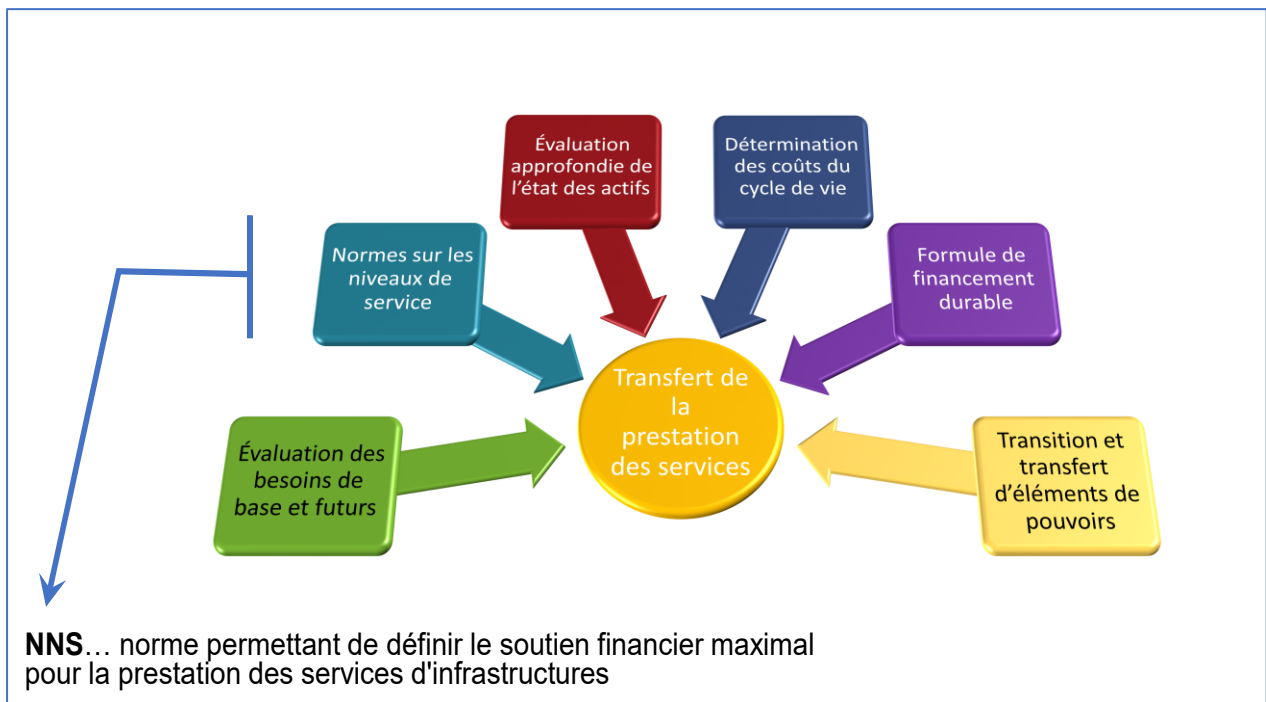 Évaluation
approfondie de
l'état des actifs
Détermination
des coûts du
cycle de vie
Normes sur les
niveaux de
service
Formule de
financement
durable
Transfert de
la
prestation
des services
Évaluation des
besoins de
base et futurs
Transition et
transfert
d'éléments de
pouvoirs
NNS… norme permettant de définir le soutien financier maximal
pour la prestation des services d'infrastructures